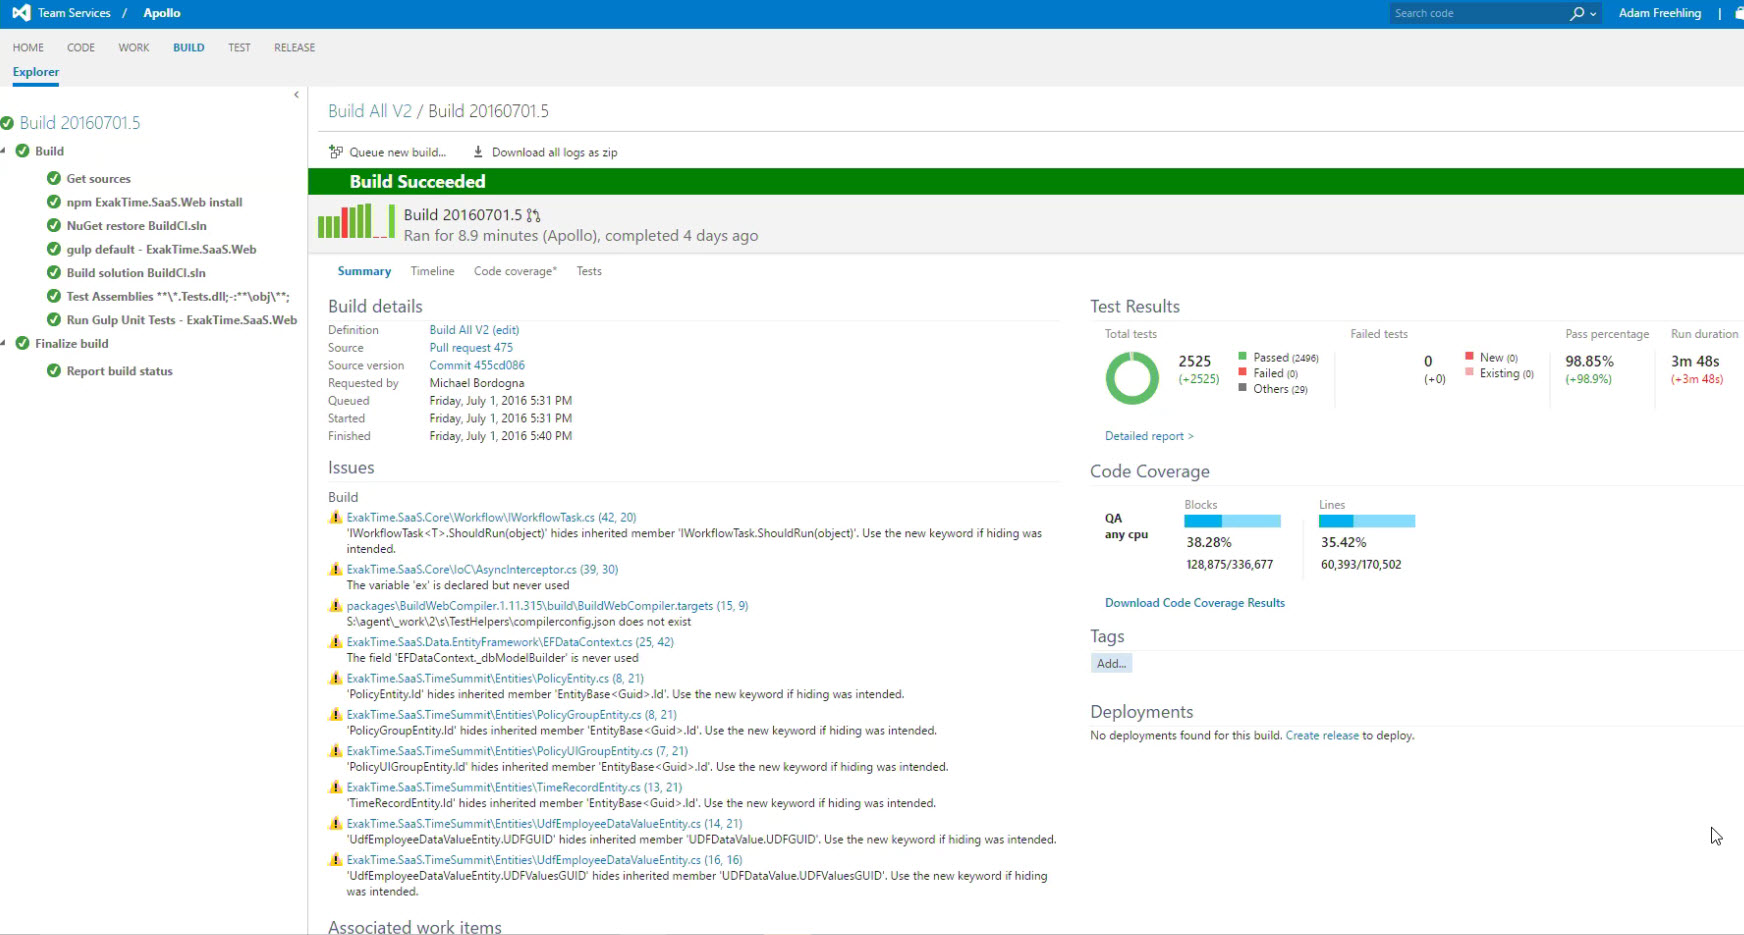 Team Services / Apollo
Search code
Adam Freehling |
HOME CODE WORK BUILD TEST RELEASE
Explorer
Build 20160701.5
Build
Get sources
npm ExakTime.SaaS.Web install
NuGet restore BuildCI.sln
gulp default - ExakTime.SaaS.Web
Build solution BuildCI.sln
Test Assemblies **\*.Tests.dll;-:**\obj\**;
Run Gulp Unit Tests - ExakTime.SaaS.Web
Finalize build
Report build status
Build All V2 / Build 20160701.5
Queue new build... Download all logs as zip
Build Succeeded
Build 20160701.5
Ran for 8.9 minutes (Apollo), completed 4 days ago
Summary Timeline Code coverage* Tests
Build details
Definition Build All V2 (edit)
Source Pull request 475
Source version Commit 455cd086
Requested by Michael Bordogna
Queued Friday, July 1, 2016 5:31 PM
Started Friday, July 1, 2016 5:31 PM
Finished Friday, July 1, 2016 5:40 PM
Issues
Build
ExakTime.SaaS.Core\Workflow\IWorkflowTask.cs (42, 20)
'IWorkflowTask<T>.ShouldRun(object)' hides inherited member 'IWorkflowTask.ShouldRun(object)'. Use the new keyword if hiding was
intended.
ExakTime.SaaS.Core\IoC\AsyncInterceptor.cs (39, 30)
The variable 'ex' is declared but never used
packages\BuildWebCompiler.1.11.315\build\BuildWebCompiler.targets (15, 9)
S:\agent\_work\2\s\TestHelpers\compilerconfig.json does not exist
ExakTime.SaaS.Data.EntityFramework\EFDataContext.cs (25, 42)
The field 'EFDataContext._dbModelBuilder' is never used
ExakTime.SaaS.TimeSummit\Entities\PolicyEntity.cs (8, 21)
'PolicyEntity.Id' hides inherited member 'EntityBase<Guid>.Id'. Use the new keyword if hiding was intended.
ExakTime.SaaS.TimeSummit\Entities\PolicyGroupEntity.cs (8, 21)
'PolicyGroupEntity.Id' hides inherited member 'EntityBase<Guid>.Id'. Use the new keyword if hiding was intended.
ExakTime.SaaS.TimeSummit\Entities\PolicyUIGroupEntity.cs (7, 21)
'PolicyUIGroupEntity.Id' hides inherited member 'EntityBase<Guid>.Id'. Use the new keyword if hiding was intended.
ExakTime.SaaS.TimeSummit\Entities\TimeRecordEntity.cs (13, 21)
'TimeRecordEntity.Id' hides inherited member 'EntityBase<Guid>.Id'. Use the new keyword if hiding was intended.
ExakTime.SaaS.TimeSummit\Entities\UdfEmployeeDataValueEntity.cs (14, 21)
'UdfEmployeeDataValueEntity.UDFGUID' hides inherited member 'UDFDataValue.UDFGUID'. Use the new keyword if hiding was intended.
ExakTime.SaaS.TimeSummit\Entities\UdfEmployeeDataValueEntity.cs (16, 16)
'UdfEmployeeDataValueEntity.UDFValuesGUID' hides inherited member 'UDFDataValue.UDFValuesGUID'. Use the new keyword if hiding
was intended.
Associated work items
Test Results
Total tests Failed tests Pass percentage Run duration
2525 Passed (2496) 0 New (0) 98.85% 3m 48s
(+2525) Failed (0) (+0) Existing (0) (+98.9%) (+3m 48s)
Others (29)
Detailed report >
Code Coverage
Blocks Lines
QA
any cpu
38.28% 35.42%
128,875/336,677 60,393/170,502
Download Code Coverage Results
Tags
Add...
Deployments
No deployments found for this build. Create release to deploy.